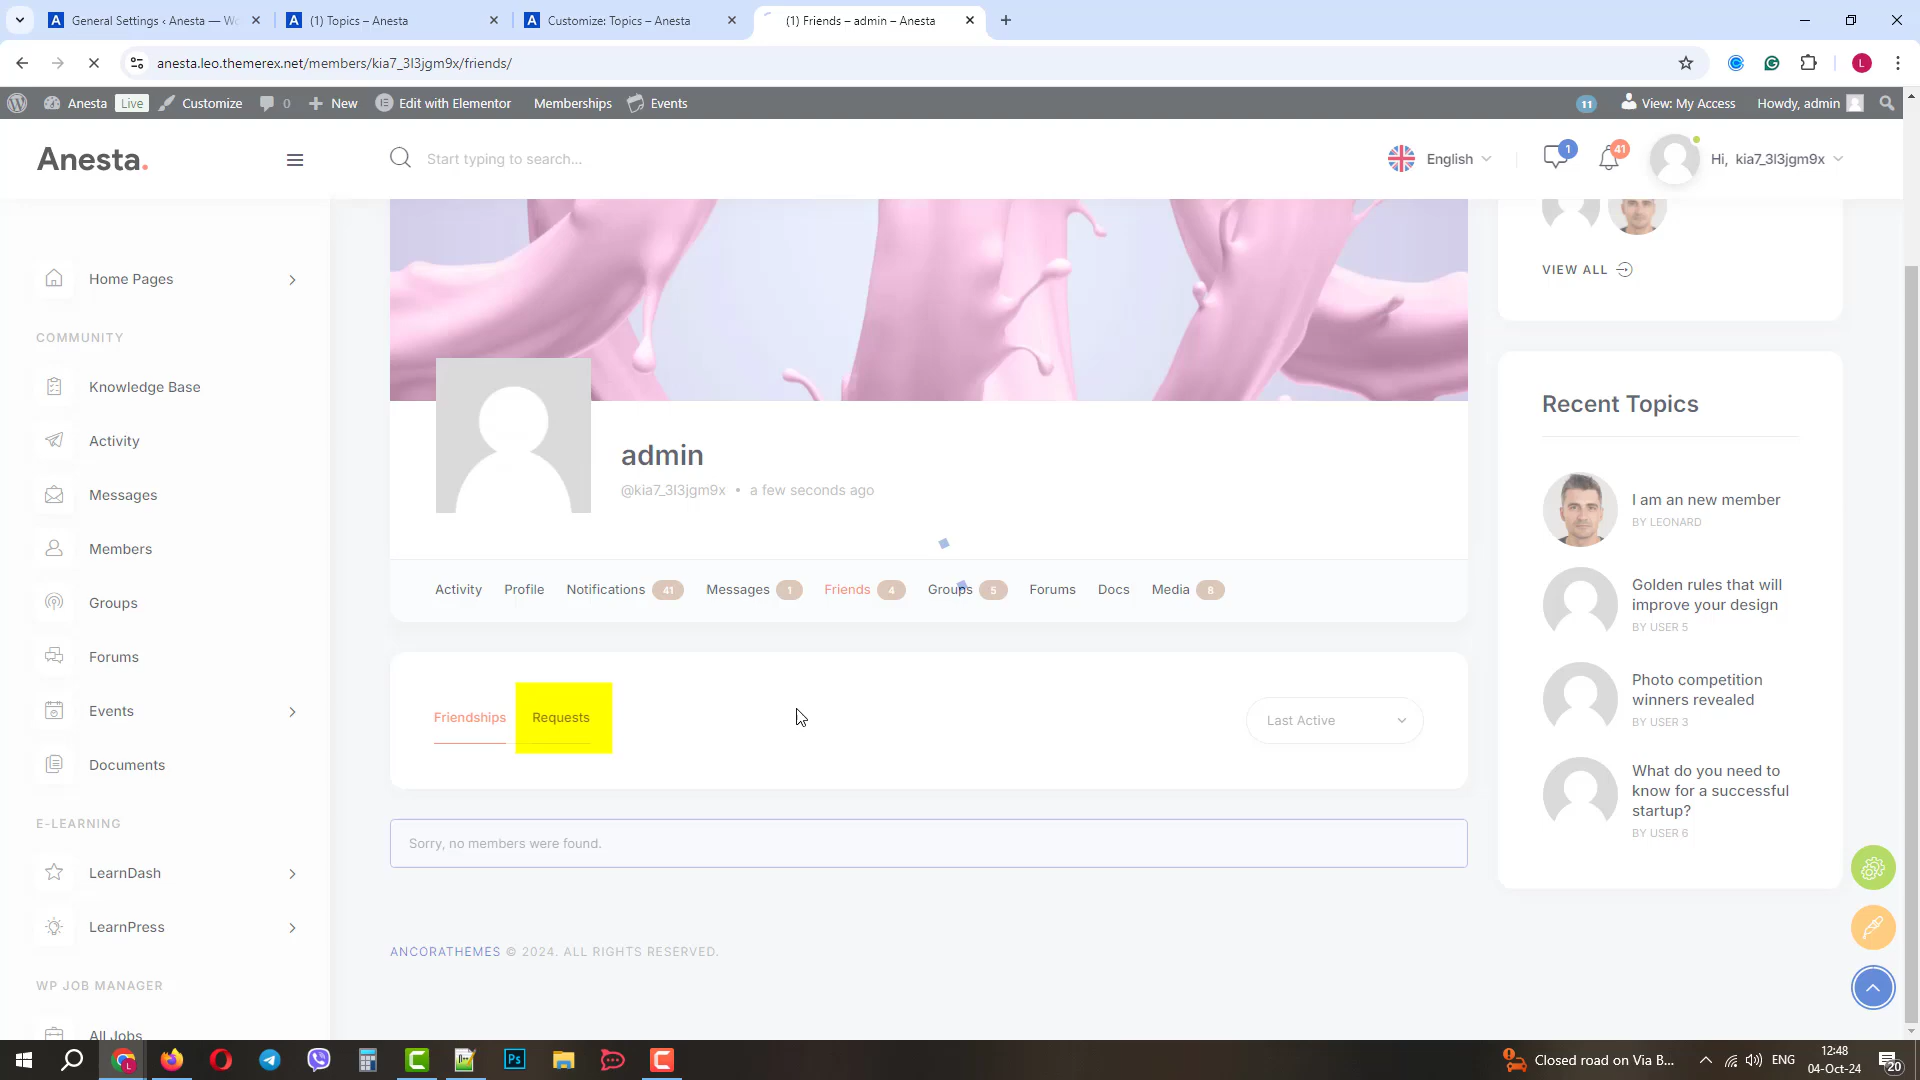 General Settings ‹ Anesta — Wo
(1) Topics – Anesta
Customize: Topics – Anesta
(1) Friends – admin – Anesta
anesta.leo.themerex.net/members/kia7_3l3jgm9x/friends/
L
Anesta
Live
Customize
0
New
Edit with Elementor
Memberships
Events
11
View: My Access
Howdy, admin
Anesta.
Start typing to search...
English
1
41
Hi, kia7_3l3jgm9x
Home Pages
COMMUNITY
Knowledge Base
Activity
Messages
Members
Groups
Forums
Events
Documents
E-LEARNING
LearnDash
LearnPress
WP JOB MANAGER
All Jobs
admin
@kia7_3l3jgm9x • a few seconds ago
Activity
Profile
Notifications 41
Messages 1
Friends 4
Groups 5
Forums
Docs
Media 8
Friendships
Requests
Last Active
Sorry, no members were found.
ANCORATHEMES © 2024. ALL RIGHTS RESERVED.
VIEW ALL
Recent Topics
I am an new member
BY LEONARD
Golden rules that will
improve your design
BY USER 5
Photo competition
winners revealed
BY USER 3
What do you need to
know for a successful
startup?
BY USER 6
Ps
Closed road on Via B...
ENG
12:48
04-Oct-24
20